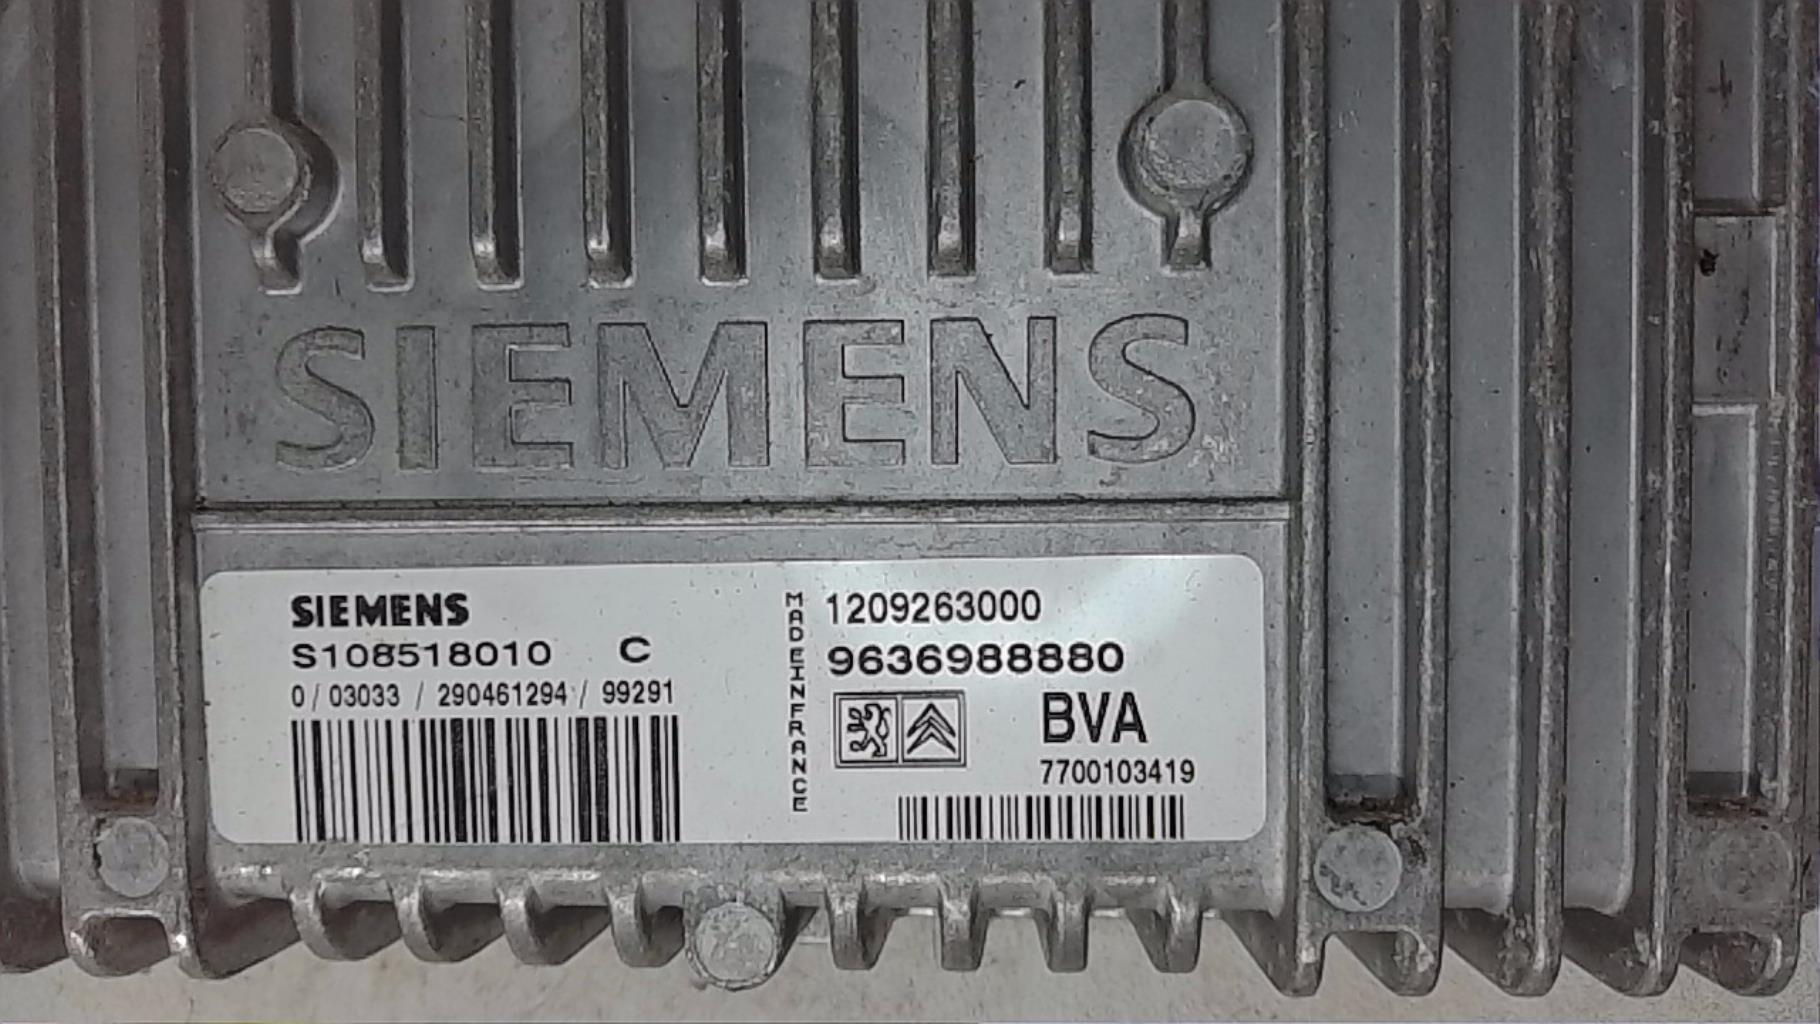 SIEMENS
SIEMENS
S108518010 C
0 / 03033 / 290461294 / 99291
MADEINFRANCE
1209263000
9636988880
BVA
7700103419